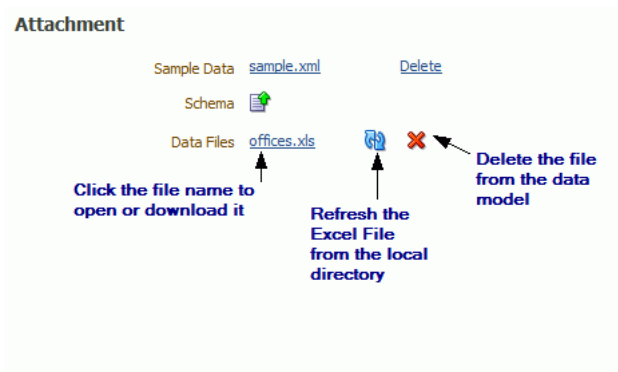 Attachment
Sample Data sample.xml Delete
Schema
Data Files offices.xls
Click the file name to
open or download it
Refresh the
Excel File
from the local
directory
Delete the file
from the data
model